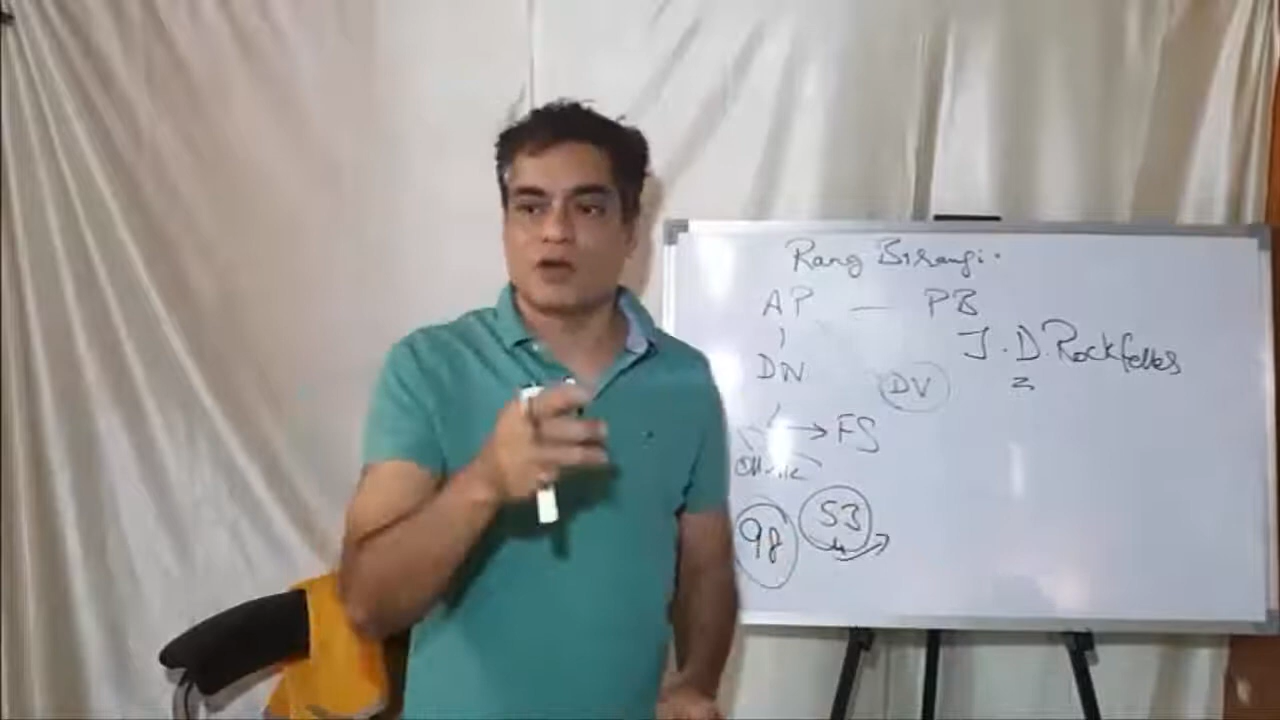 Rang Birangi.
AP — PB
J.D. Rockfeller
DN
DV
→ FS
98 53